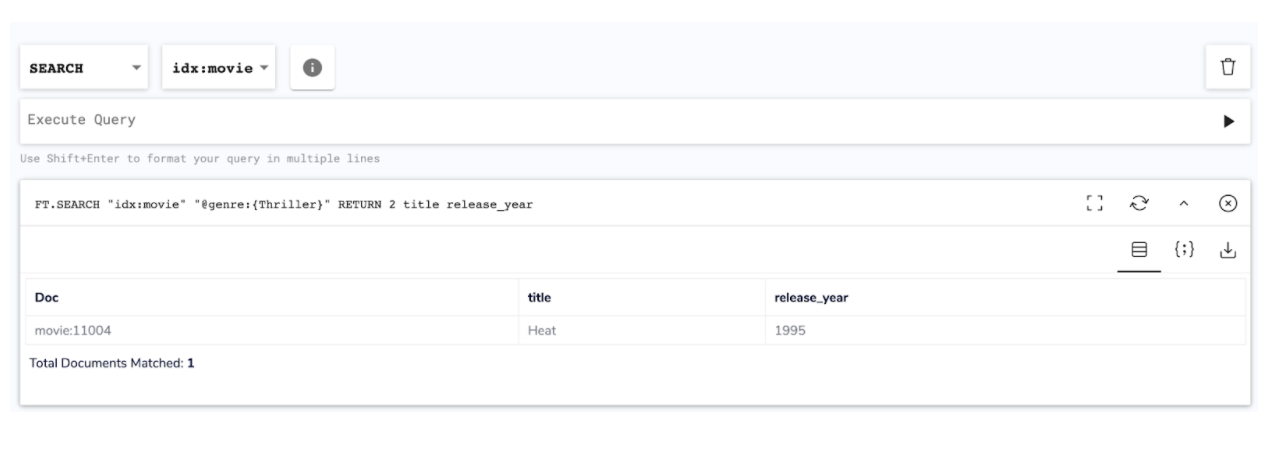 SEARCH idx:movie
Execute Query
Use Shift+Enter to format your query in multiple lines
FT.SEARCH "idx:movie" "@genre:{Thriller}" RETURN 2 title release_year
{;}
Doc title release_year
movie:11004 Heat 1995
Total Documents Matched: 1